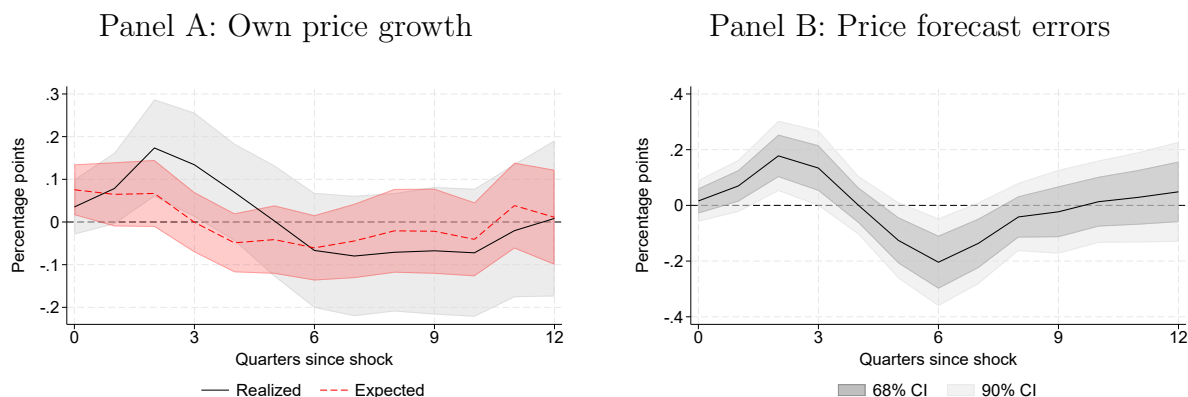 Panel A: Own price growth
.3
.2
.1
0
-.1
-.2
Percentage points
0
3
6
9
12
Quarters since shock
Realized
Expected
Panel B: Price forecast errors
.4
.2
0
-.2
-.4
Percentage points
0
3
6
9
12
Quarters since shock
68% CI
90% CI